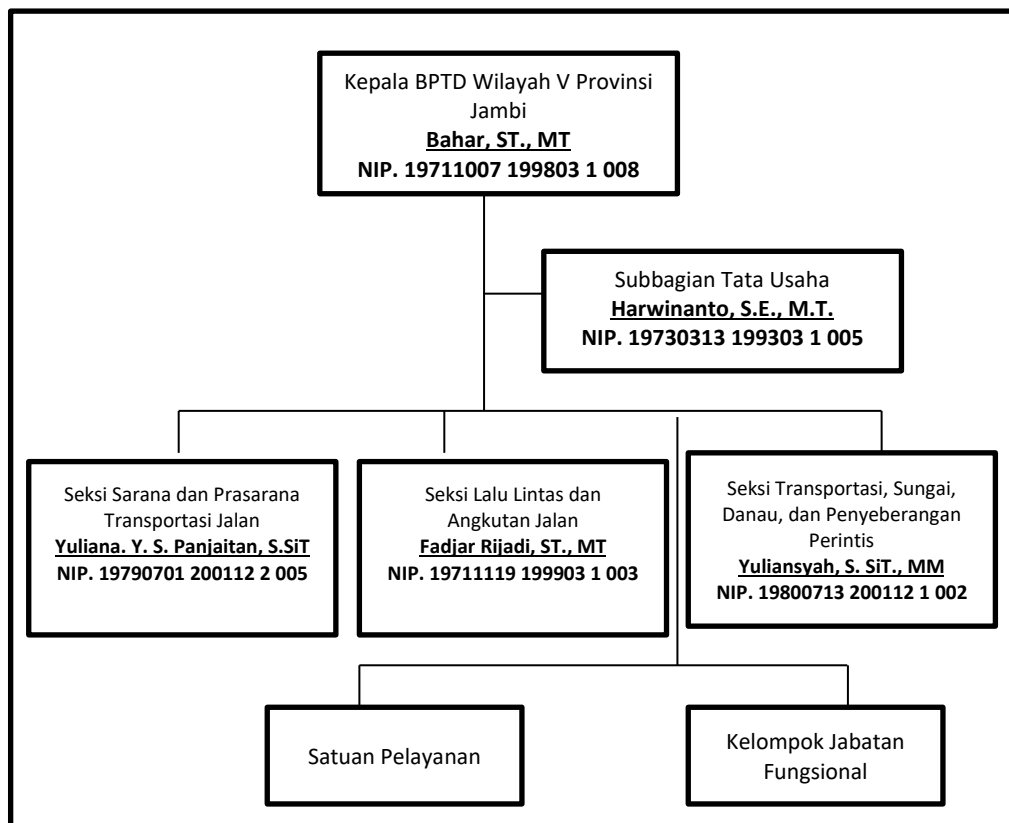 Kepala BPTD Wilayah V Provinsi
Jambi
Bahar, ST., MT
NIP. 19711007 199803 1 008
Subbagian Tata Usaha
Harwinanto, S.E., M.T.
NIP. 19730313 199303 1 005
Seksi Sarana dan Prasarana
Transportasi Jalan
Yuliana. Y. S. Panjaitan, S.SiT
NIP. 19790701 200112 2 005
Seksi Lalu Lintas dan
Angkutan Jalan
Fadjar Rijadi, ST., MT
NIP. 19711119 199903 1 003
Seksi Transportasi, Sungai,
Danau, dan Penyeberangan
Perintis
Yuliansyah, S. SiT., MM
NIP. 19800713 200112 1 002
Satuan Pelayanan
Kelompok Jabatan
Fungsional